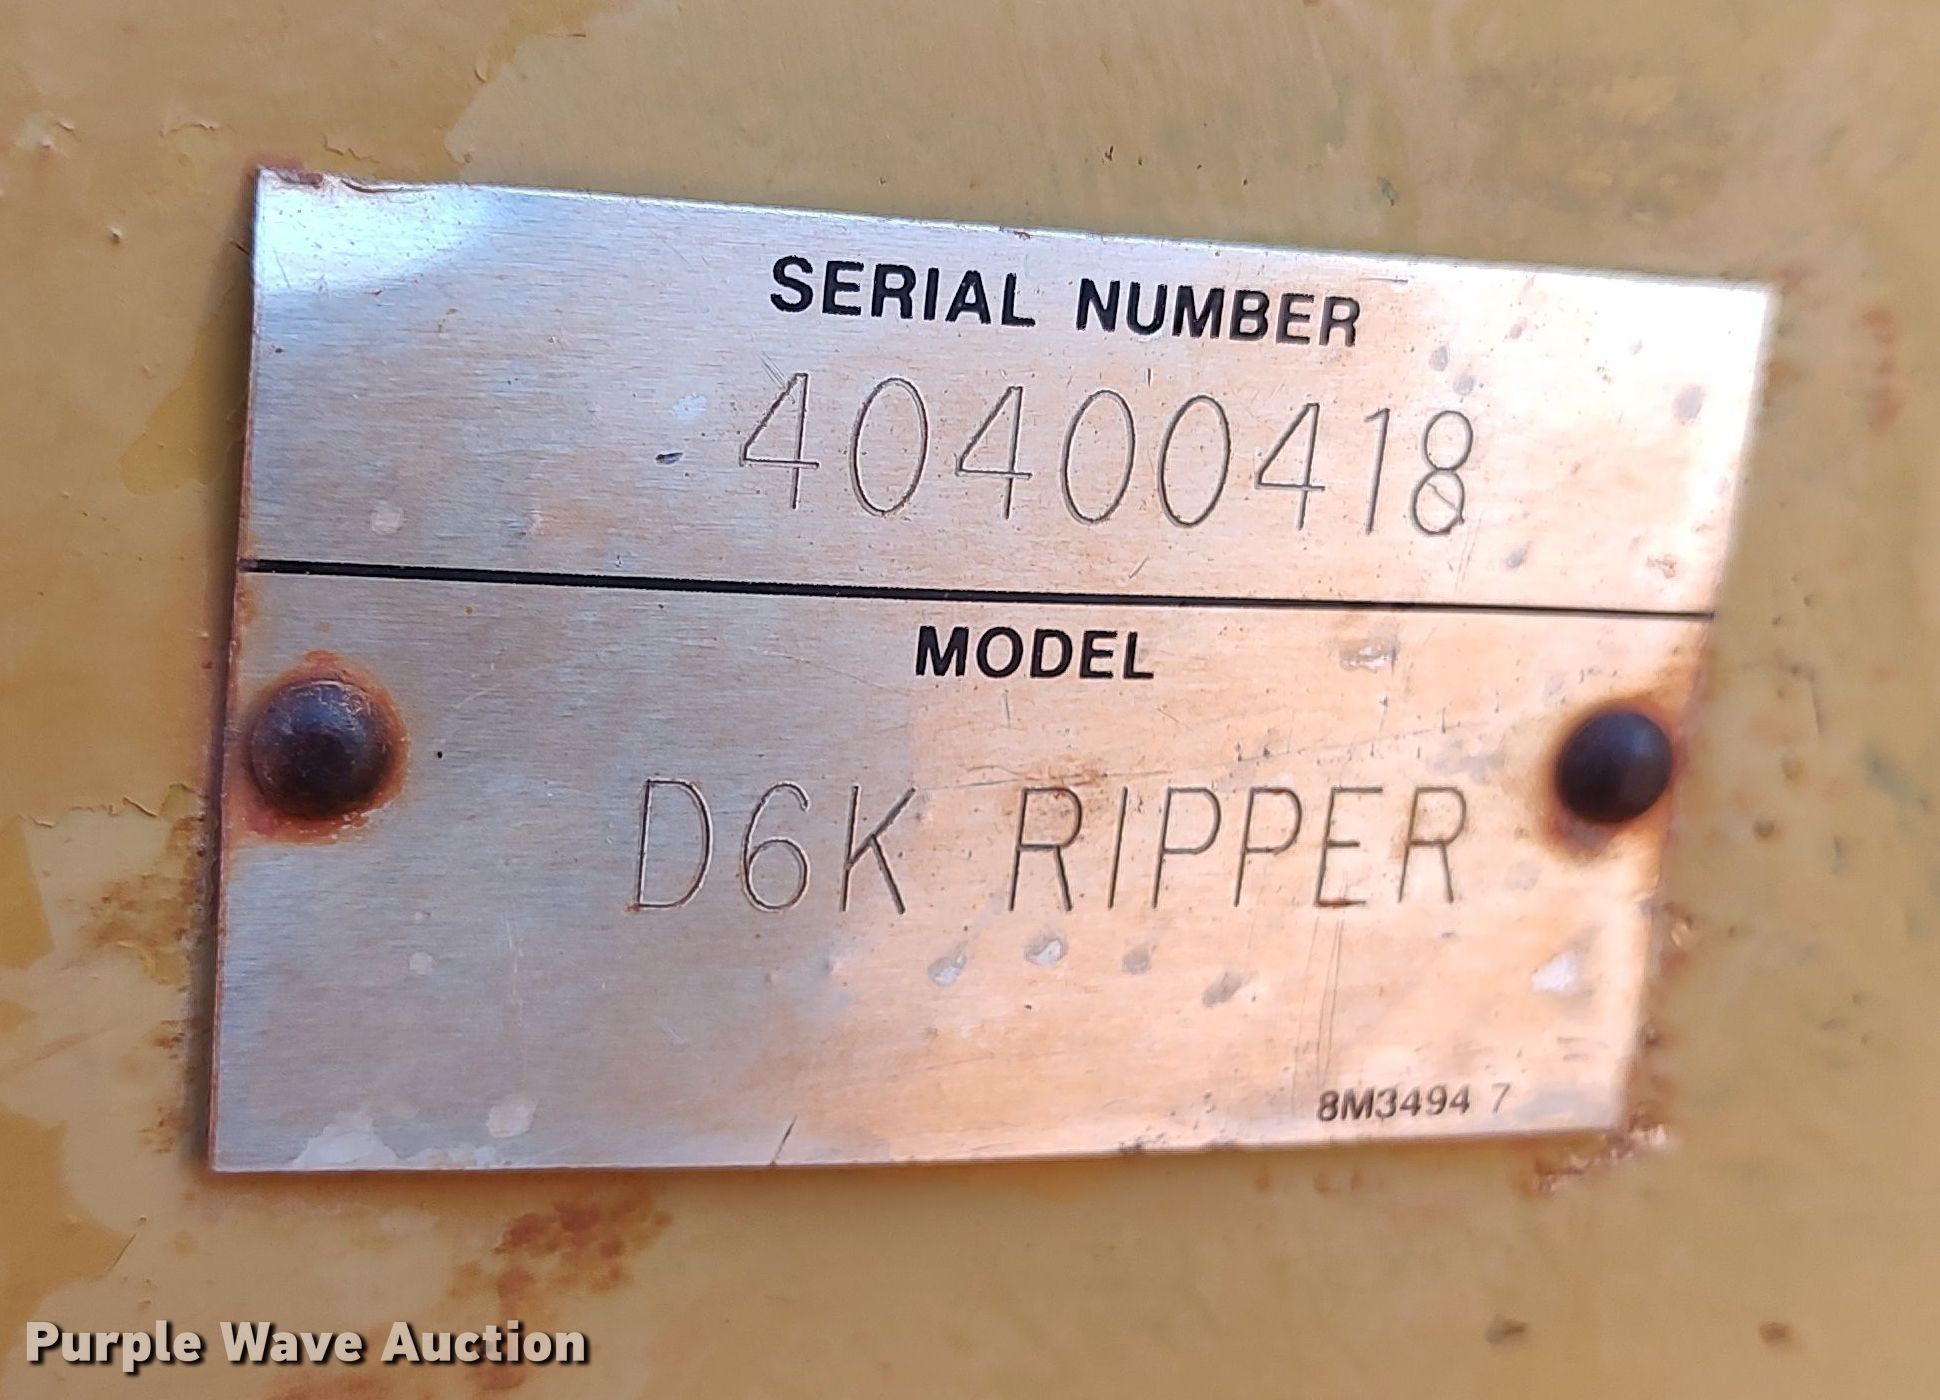 SERIAL NUMBER
40400418
MODEL
D6K RIPPER
8M3494 7
Purple Wave Auction